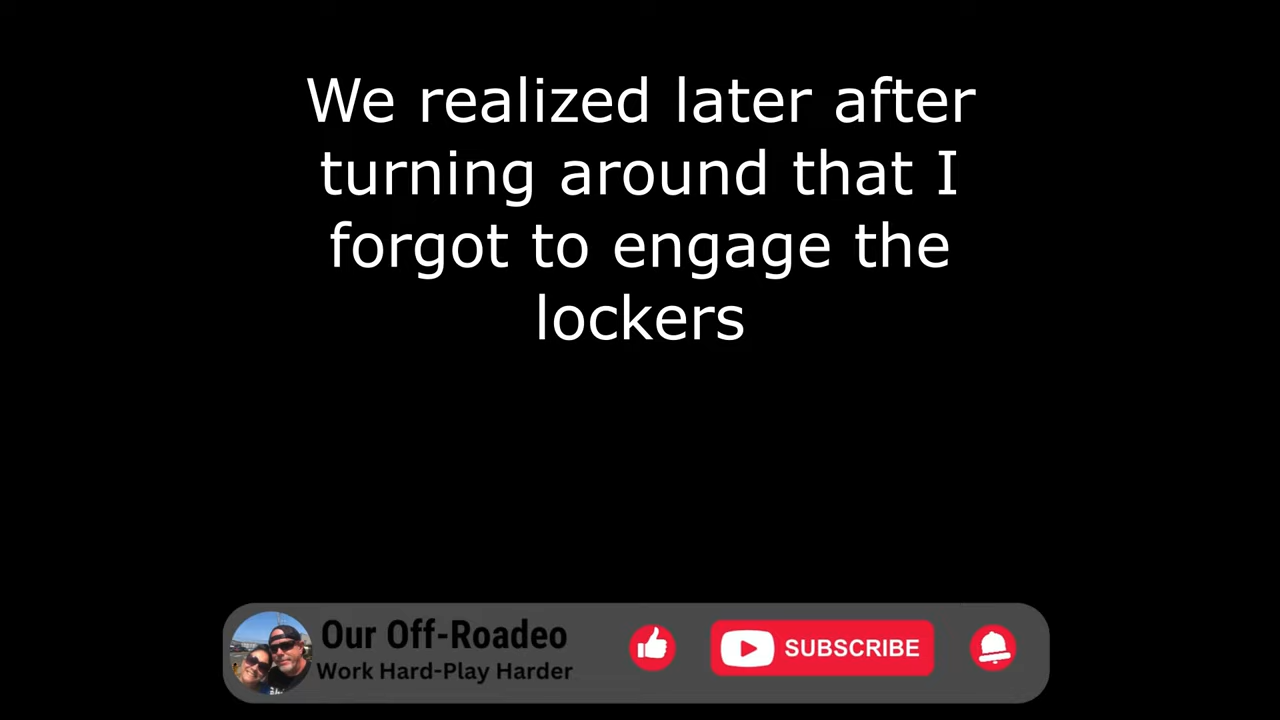 We realized later after
turning around that I
forgot to engage the
lockers
Our Off-Roadeo
Work Hard-Play Harder
SUBSCRIBE